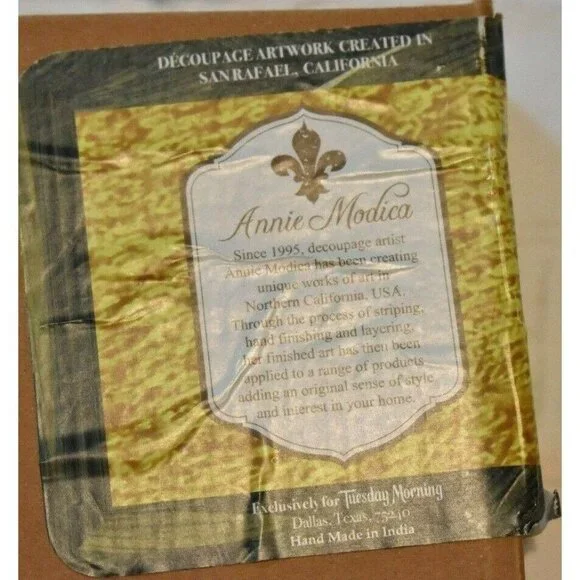 DÉCOUPAGE ARTWORK CREATED IN
SAN RAFAEL, CALIFORNIA
Annie Modica
Since 1995, decoupage artist
Annie Modica has been creating
unique works of art in
Northern California, USA.
Through the process of striping,
hand finishing and layering,
her finished art has then been
applied to a range of products
adding an original sense of style
and interest in your home.
Exclusively for Tuesday Morning
Dallas, Texas, 75240
Hand Made in India